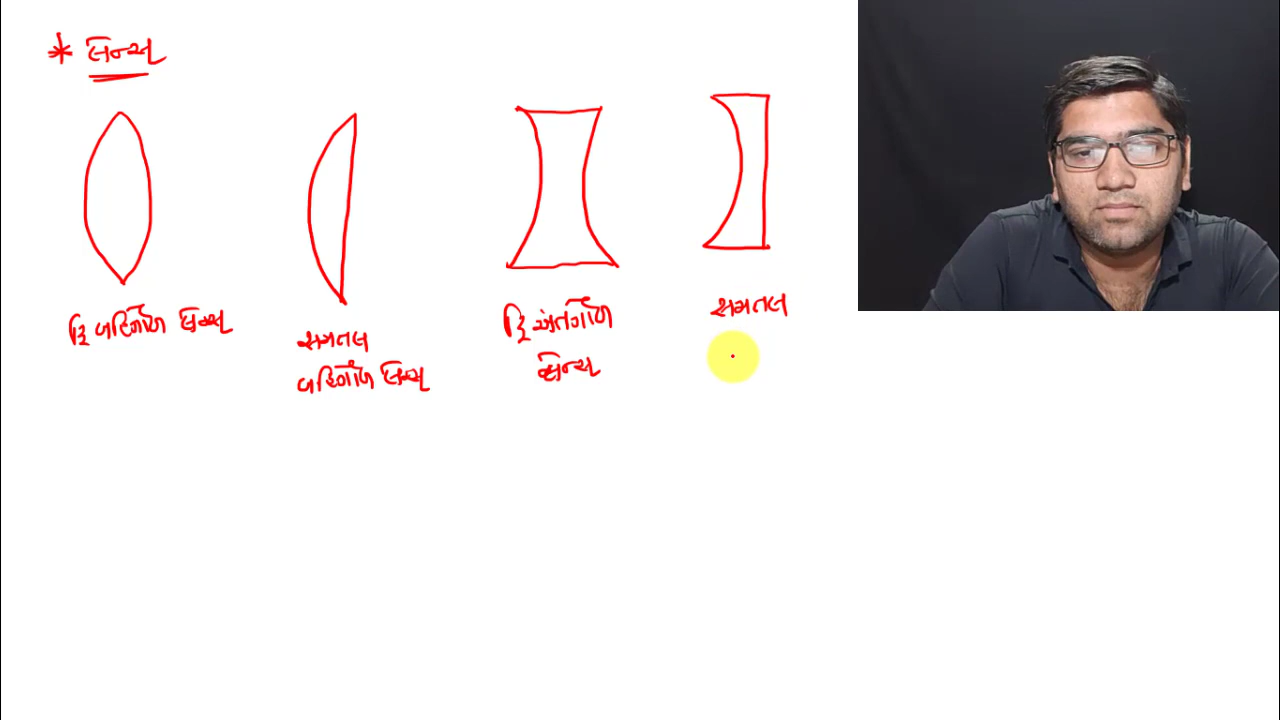 * લેન્સ
દ્વિ બહિર્ગોળ લેન્સ
સમતલ
બહિર્ગોળ લેન્સ
દ્વિ અંતર્ગોળ
લેન્સ
સમતલ